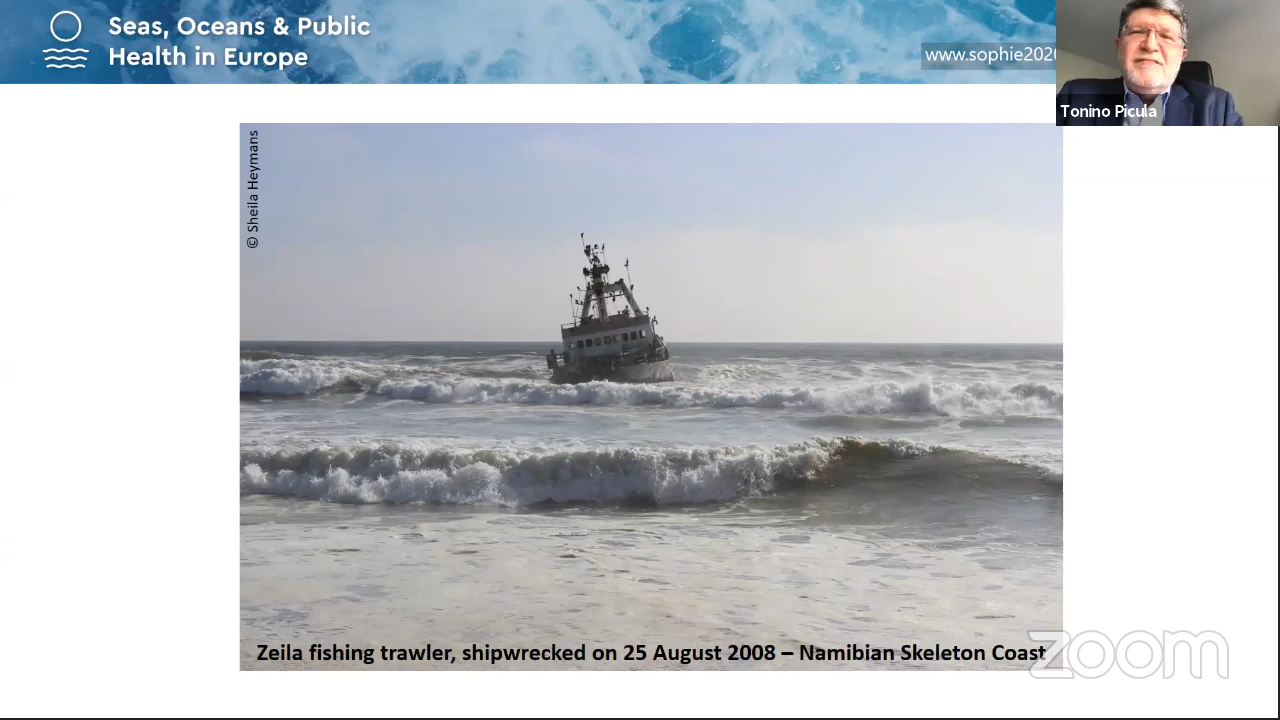 Seas, Oceans & Public
Health in Europe
www.sophie202
Tonino Picula
© Sheila Heymans
Zeila fishing trawler, shipwrecked on 25 August 2008 – Namibian Skeleton Coast
zoom